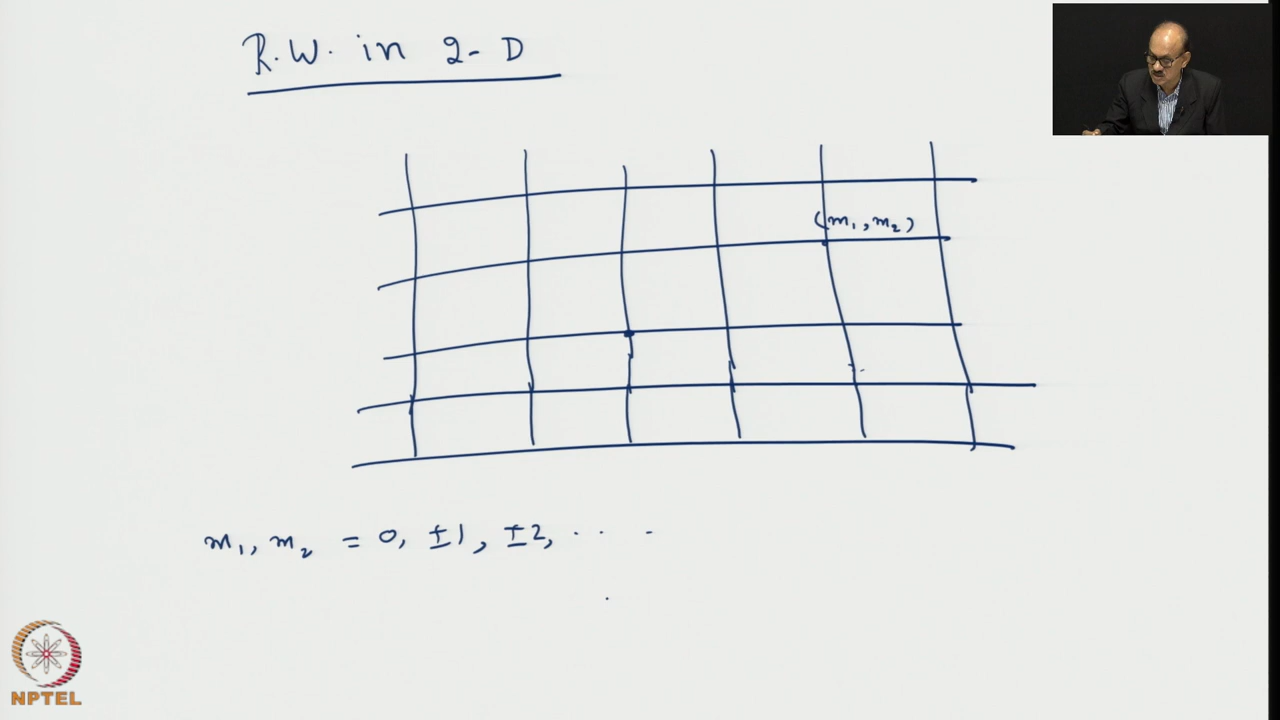 R.W. in 2-D
(m₁, m₂)
m₁, m₂ = 0, ±1, ±2, ... -
NPTEL